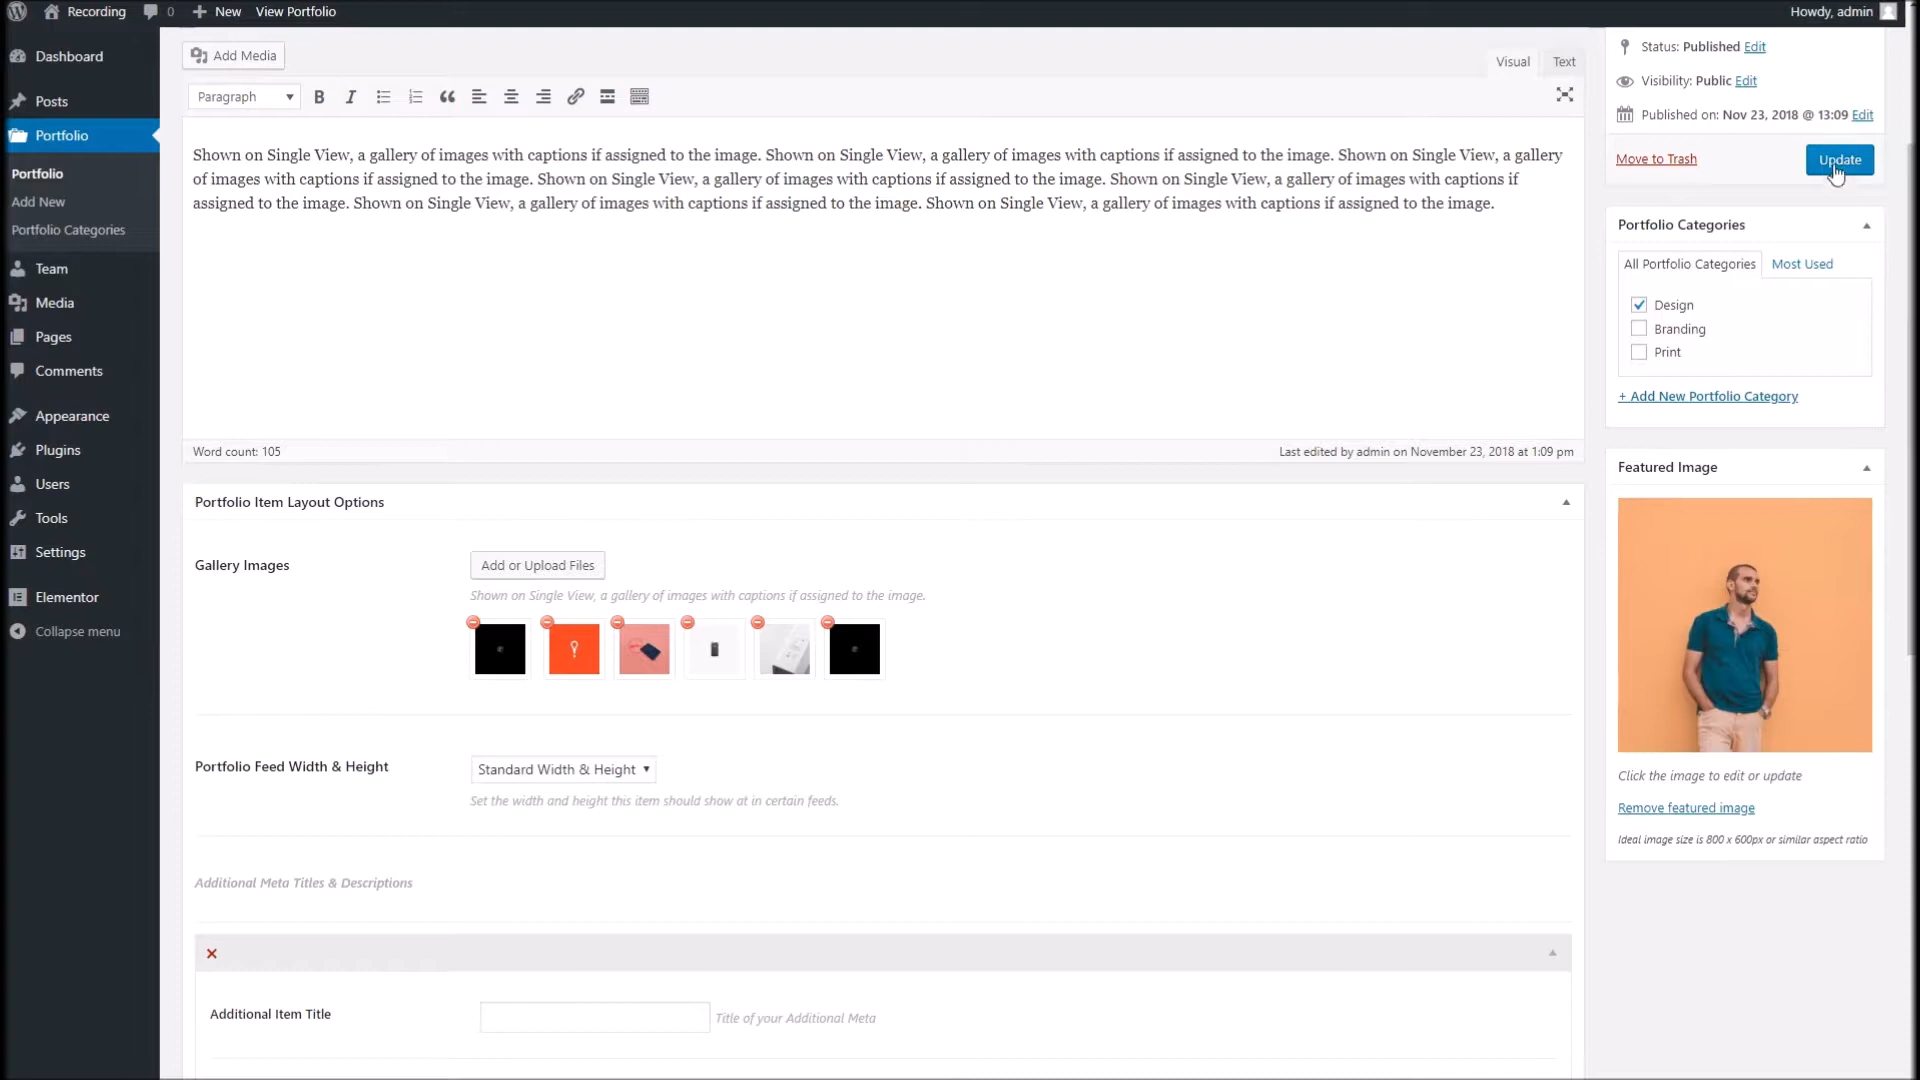 Recording 0 New View Portfolio Howdy, admin
Dashboard
Posts
Portfolio
Portfolio
Add New
Portfolio Categories
Team
Media
Pages
Comments
Appearance
Plugins
Users
Tools
Settings
Elementor
Collapse menu
Add Media
Visual Text
Paragraph
Shown on Single View, a gallery of images with captions if assigned to the image. Shown on Single View, a gallery of images with captions if assigned to the image. Shown on Single View, a gallery
of images with captions if assigned to the image. Shown on Single View, a gallery of images with captions if assigned to the image. Shown on Single View, a gallery of images with captions if
assigned to the image. Shown on Single View, a gallery of images with captions if assigned to the image. Shown on Single View, a gallery of images with captions if assigned to the image.
Word count: 105 Last edited by admin on November 23, 2018 at 1:09 pm
Portfolio Item Layout Options
Gallery Images
Add or Upload Files
Shown on Single View, a gallery of images with captions if assigned to the image.
Portfolio Feed Width & Height
Standard Width & Height
Set the width and height this item should show at in certain feeds.
Additional Meta Titles & Descriptions
Additional Item Title
Title of your Additional Meta
Status: Published Edit
Visibility: Public Edit
Published on: Nov 23, 2018 @ 13:09 Edit
Move to Trash Update
Portfolio Categories
All Portfolio Categories Most Used
Design
Branding
Print
+ Add New Portfolio Category
Featured Image
Click the image to edit or update
Remove featured image
Ideal image size is 800 x 600px or similar aspect ratio